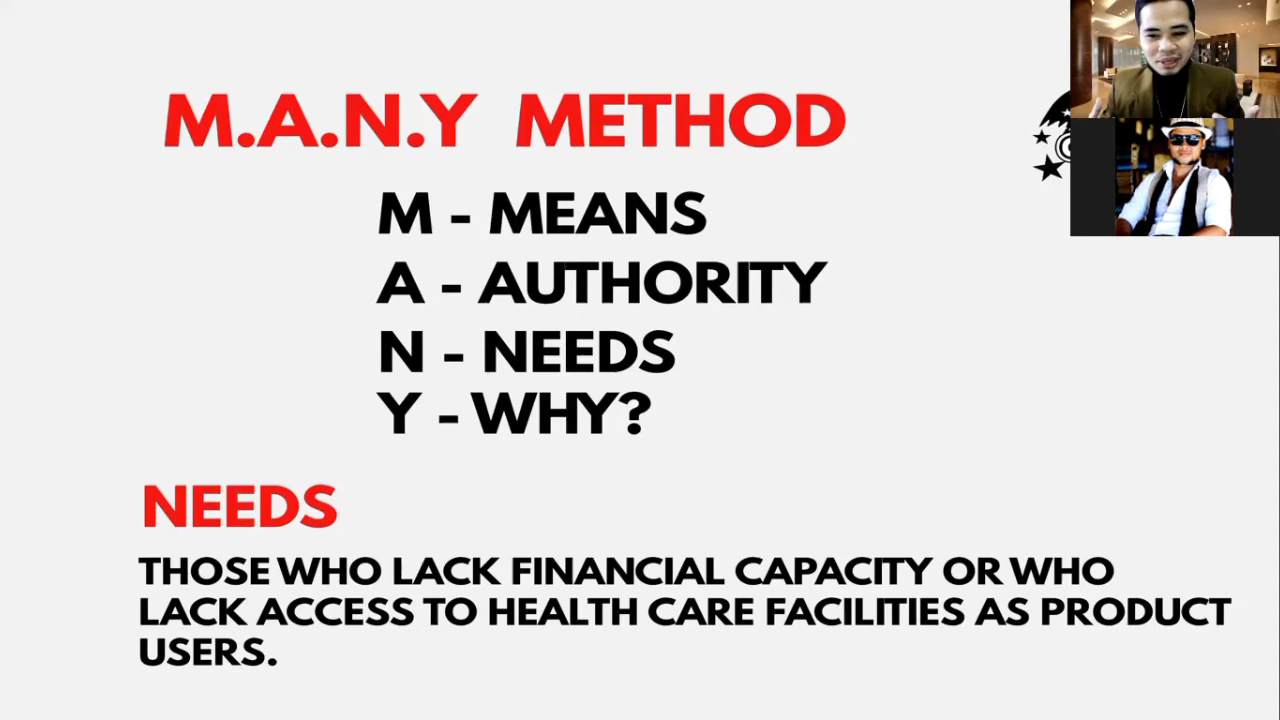 M.A.N.Y METHOD
M - MEANS
A - AUTHORITY
N - NEEDS
Y - WHY?
NEEDS
THOSE WHO LACK FINANCIAL CAPACITY OR WHO
LACK ACCESS TO HEALTH CARE FACILITIES AS PRODUCT
USERS.